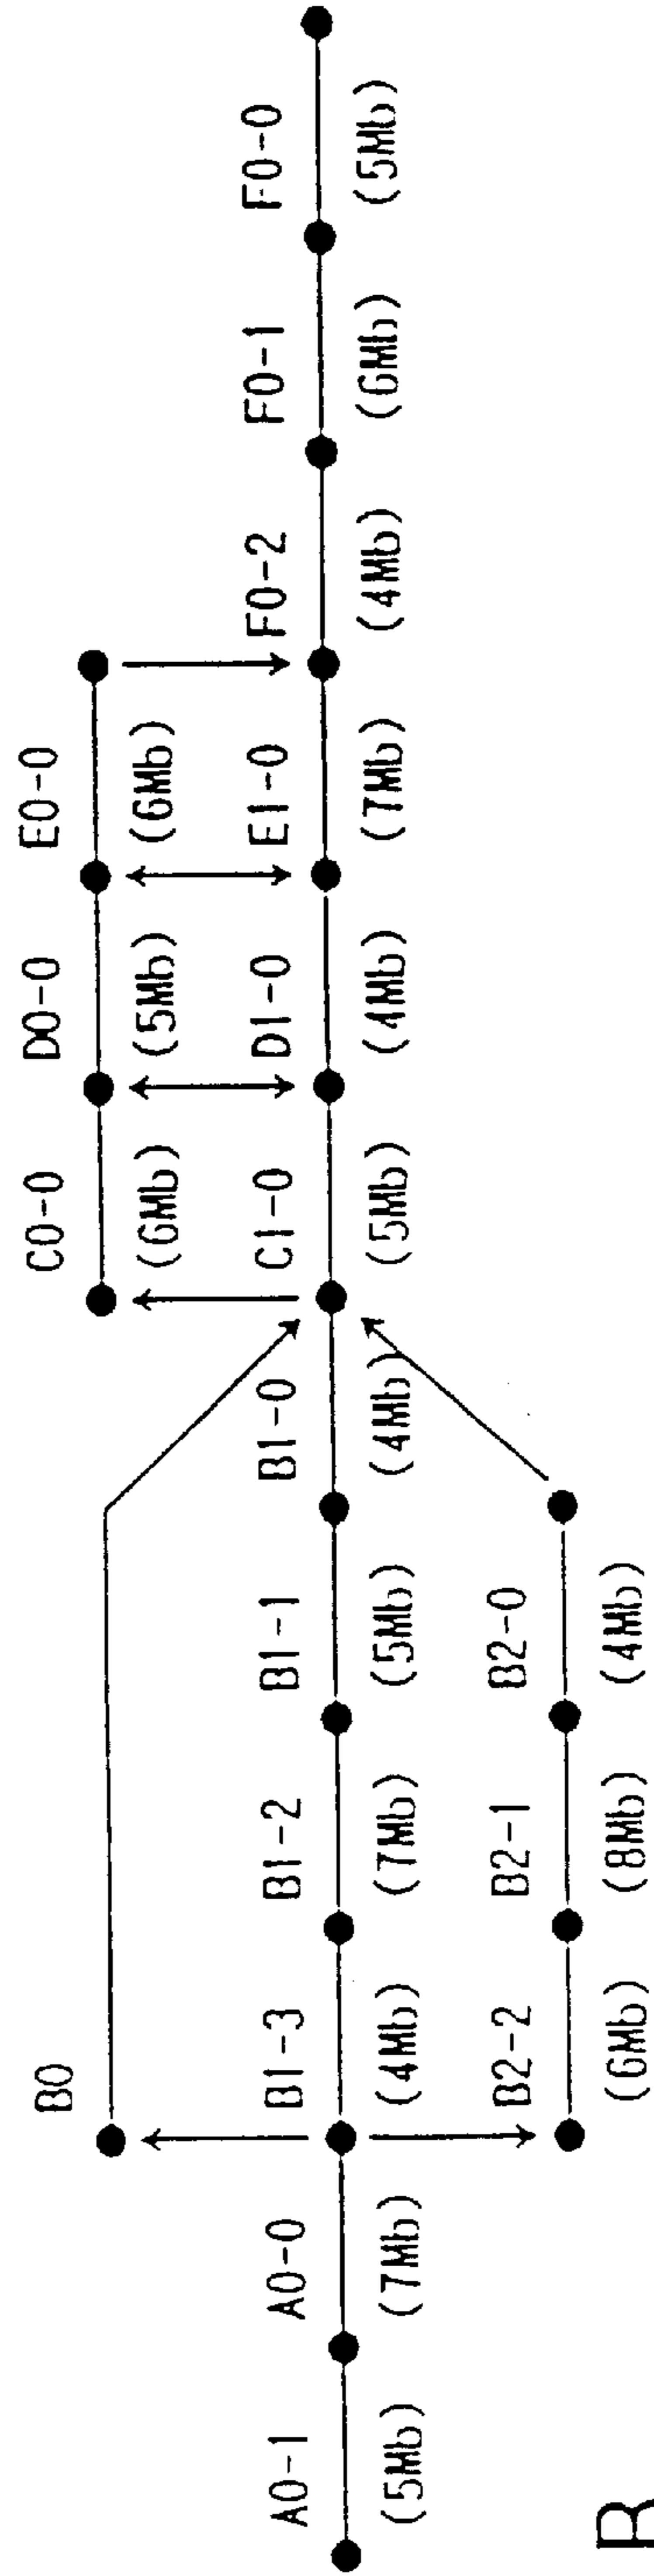 B0
C0-0 D0-0 E0-0
(6Mb) (5Mb) (6Mb)
A0-1 A0-0 B1-3 B1-2 B1-1 B1-0 C1-0 D1-0 E1-0 F0-2 F0-1 F0-0
(5Mb) (7Mb) (4Mb) (7Mb) (5Mb) (4Mb) (5Mb) (4Mb) (7Mb) (4Mb) (6Mb) (5Mb)
B2-2 B2-1 B2-0
(6Mb) (8Mb) (4Mb)
B